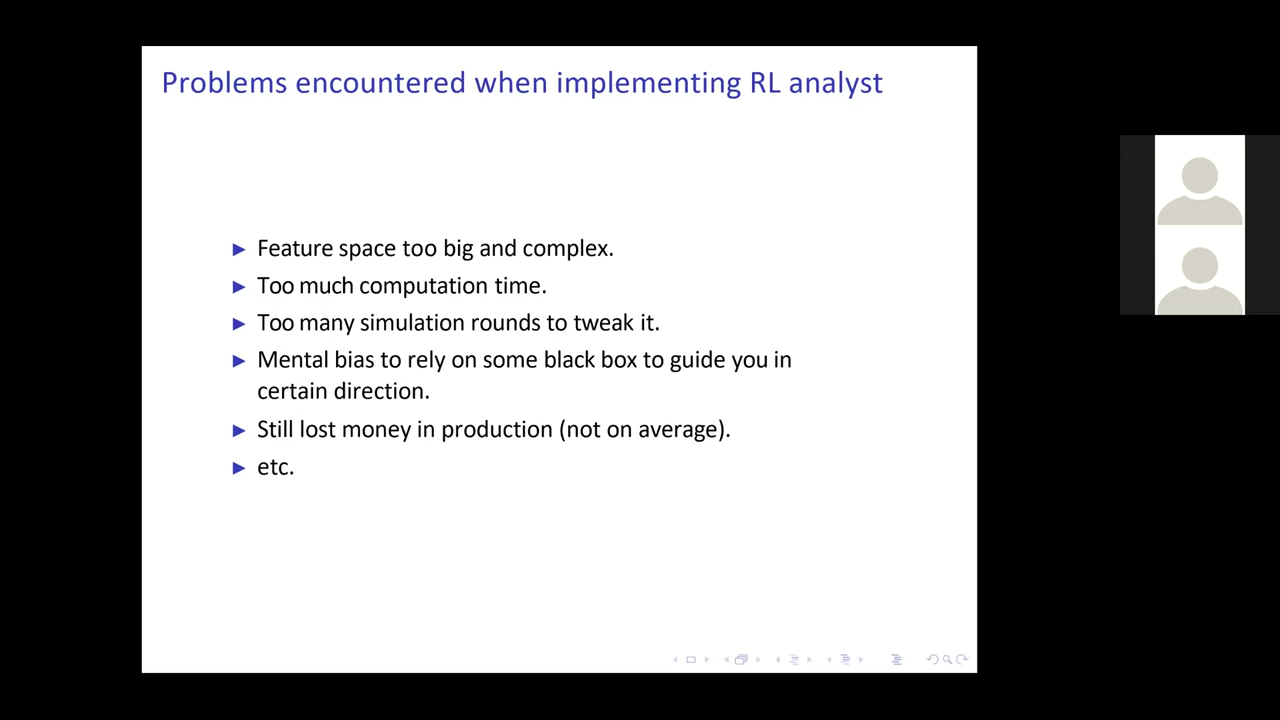 Problems encountered when implementing RL analyst
► Feature space too big and complex.
► Too much computation time.
► Too many simulation rounds to tweak it.
► Mental bias to rely on some black box to guide you in
certain direction.
► Still lost money in production (not on average).
► etc.